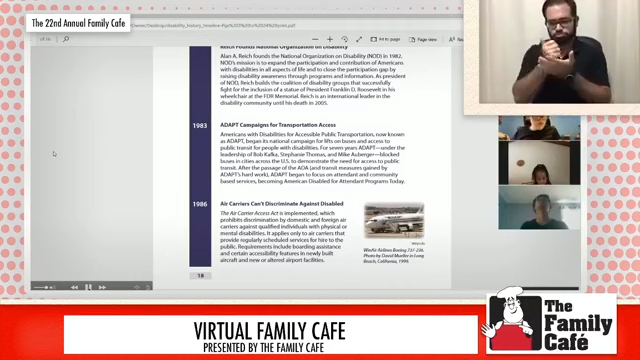 The 22nd Annual Family Cafe
Fit to page
Page view
Reich Founds National Organization on Disability
Alan A. Reich founds the National Organization on Disability (NOD) in 1982.
NOD's mission is to expand the participation and contribution of Americans
with disabilities in all aspects of life and to close the participation gap by
raising disability awareness through programs and information. As president
of NOD, Reich builds the coalition of disability groups that successfully
fight for the inclusion of a statue of President Franklin D. Roosevelt in his
wheelchair at the FDR Memorial. Reich is an international leader in the
disability community until his death in 2005.
1983
ADAPT Campaigns for Transportation Access
Americans with Disabilities for Accessible Public Transportation, now known
as ADAPT, began its national campaign for lifts on buses and access to
public transit for people with disabilities. For seven years ADAPT—under the
leadership of Bob Kafka, Stephanie Thomas, and Mike Auberger—blocked
buses in cities across the U.S. to demonstrate the need for access to public
transit. After the passage of the ADA (and transit measures gained by
ADAPT's hard work), ADAPT began to focus on attendant and community
based services, becoming American Disabled for Attendant Programs Today.
1986
Air Carriers Can't Discriminate Against Disabled
The Air Carrier Access Act is implemented, which
prohibits discrimination by domestic and foreign air
carriers against qualified individuals with physical or
mental disabilities. It applies only to air carriers that
provide regularly scheduled services for hire to the
public. Requirements include boarding assistance
and certain accessibility features in newly built
aircraft and new or altered airport facilities.
WinAir Airlines Boeing 737-236.
Photo by David Mueller in Long
Beach, California, 1999.
18
VIRTUAL FAMILY CAFE
PRESENTED BY THE FAMILY CAFE
The
Family
Café